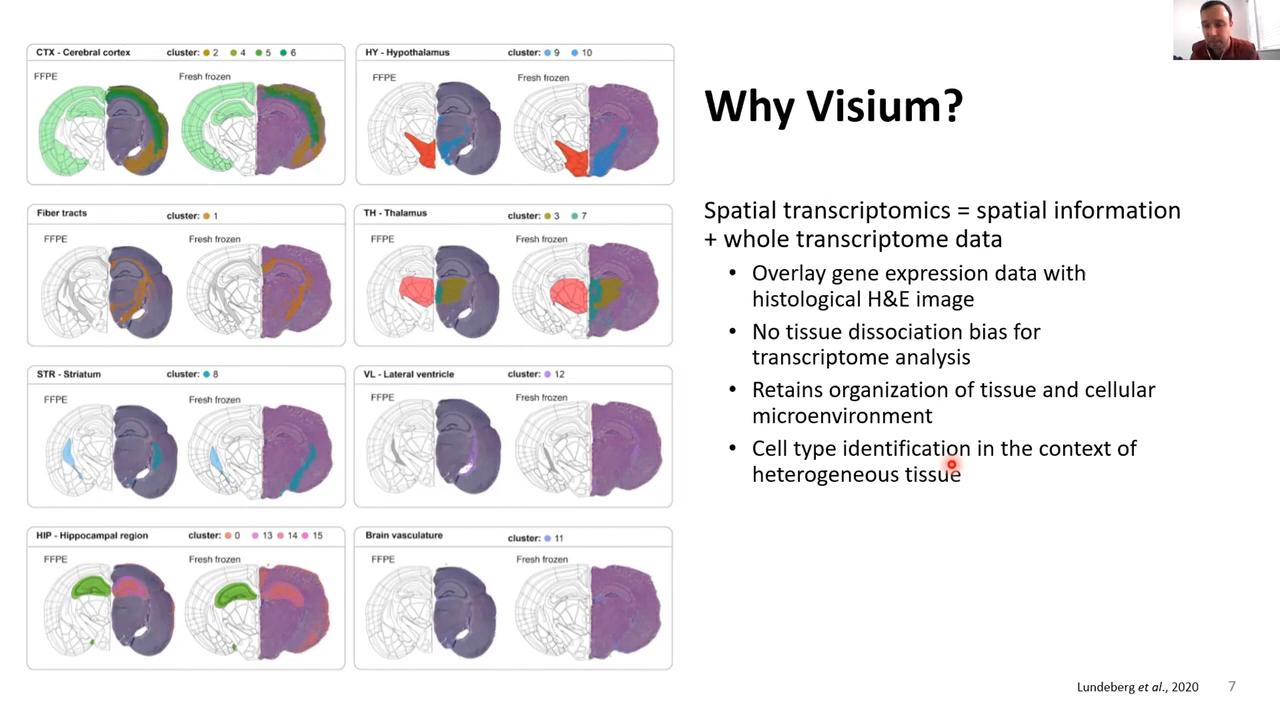 CTX - Cerebral cortex cluster: 2 4 5 6
FFPE Fresh frozen
HY - Hypothalamus cluster: 9 10
FFPE Fresh frozen
Fiber tracts cluster: 1
FFPE Fresh frozen
TH - Thalamus cluster: 3 7
FFPE Fresh frozen
STR - Striatum cluster: 8
FFPE Fresh frozen
VL - Lateral ventricle cluster: 12
FFPE Fresh frozen
HIP - Hippocampal region cluster: 0 13 14 15
FFPE Fresh frozen
Brain vasculature cluster: 11
FFPE Fresh frozen
Why Visium?
Spatial transcriptomics = spatial information
+ whole transcriptome data
• Overlay gene expression data with
histological H&E image
• No tissue dissociation bias for
transcriptome analysis
• Retains organization of tissue and cellular
microenvironment
• Cell type identification in the context of
heterogeneous tissue
Lundeberg et al., 2020 7